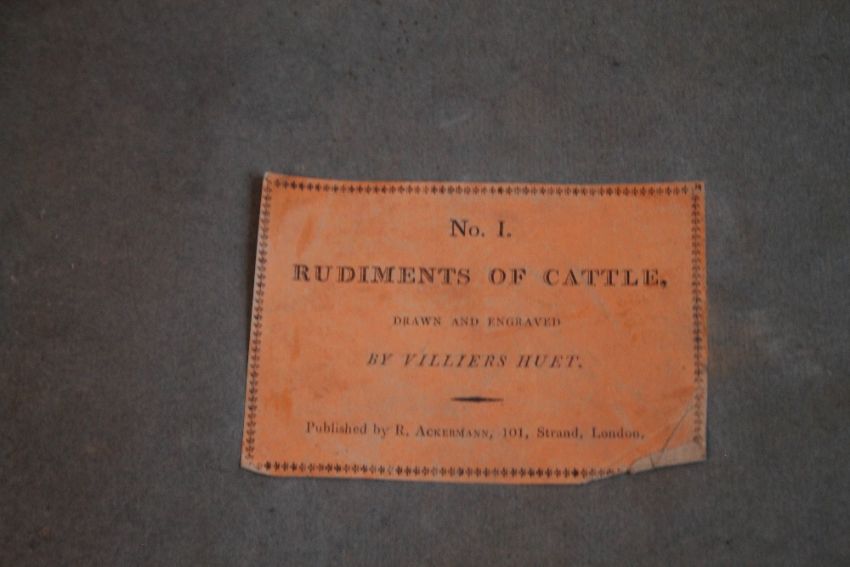 No. I.
RUDIMENTS OF CATTLE,
DRAWN AND ENGRAVED
BY VILLIERS HUET.
Published by R. ACKERMANN, 101, Strand, London.